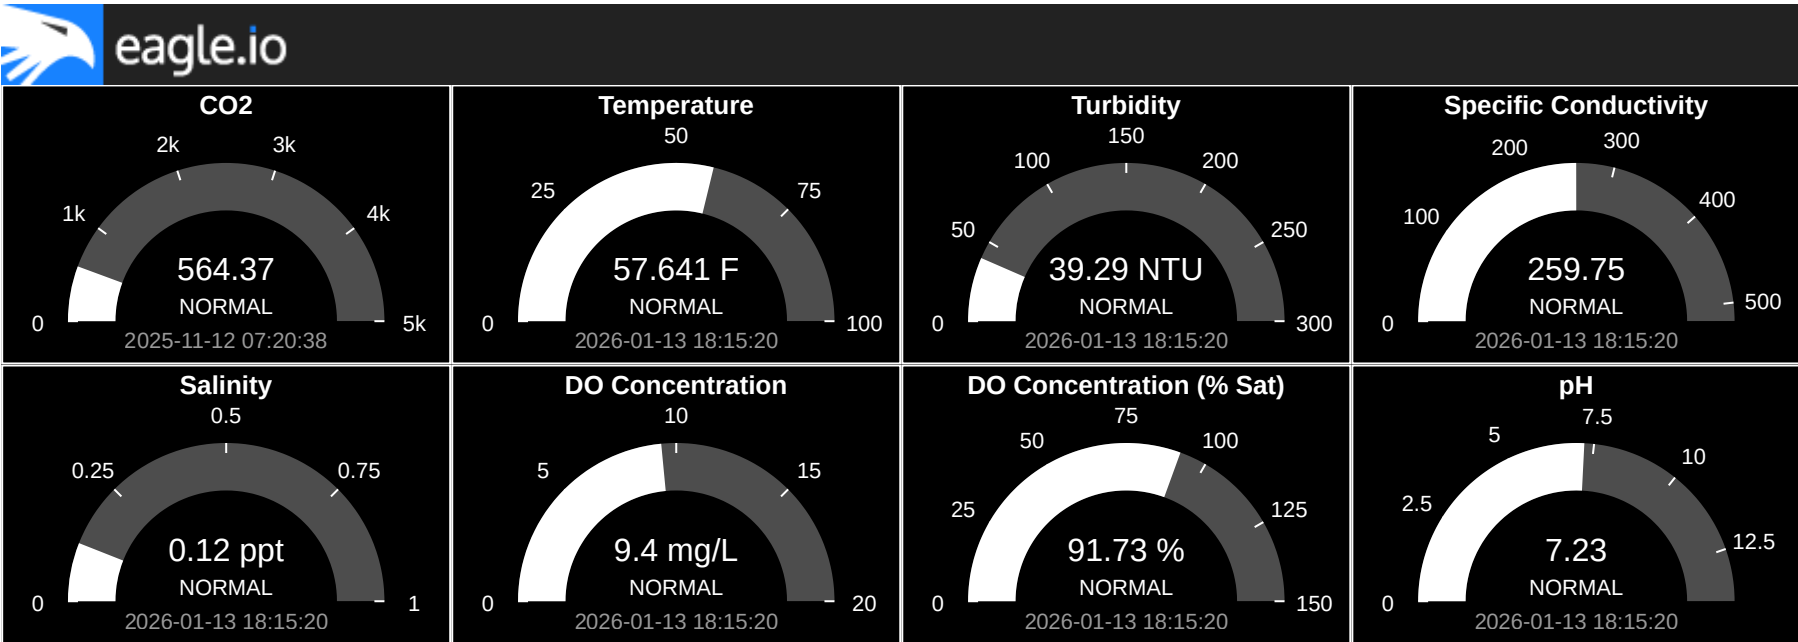 eagle.io
CO2
2k 3k
1k 4k
0 5k
564.37
NORMAL
2025-11-12 07:20:38
Temperature
50
25 75
0 100
57.641 F
NORMAL
2026-01-13 18:15:20
Turbidity
150
100 200
50 250
0 300
39.29 NTU
NORMAL
2026-01-13 18:15:20
Specific Conductivity
200 300
100 400
0 500
259.75
NORMAL
2026-01-13 18:15:20
Salinity
0.5
0.25 0.75
0 1
0.12 ppt
NORMAL
2026-01-13 18:15:20
DO Concentration
10
5 15
0 20
9.4 mg/L
NORMAL
2026-01-13 18:15:20
DO Concentration (% Sat)
75
50 100
25 125
0 150
91.73 %
NORMAL
2026-01-13 18:15:20
pH
7.5
5 10
2.5 12.5
0
7.23
NORMAL
2026-01-13 18:15:20